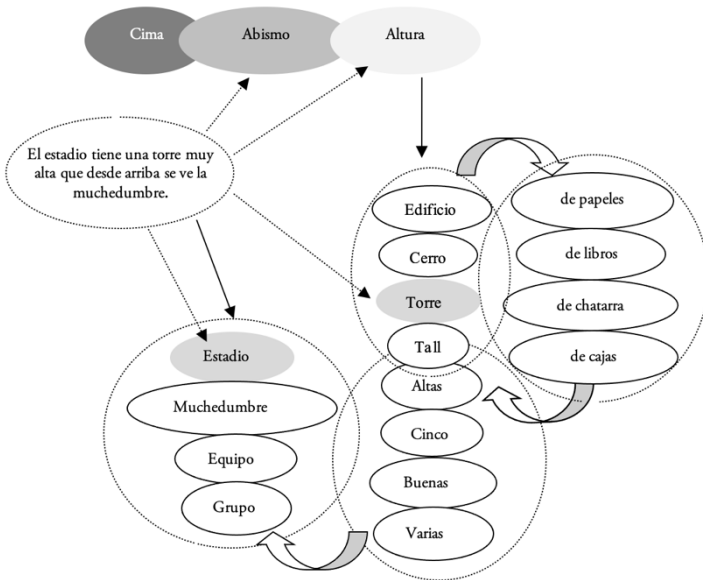 Cima
Abismo
Altura
El estadio tiene una torre muy
alta que desde arriba se ve la
muchedumbre.
Edificio
Cerro
Torre
Tall
de papeles
de libros
de chatarra
de cajas
Estadio
Muchedumbre
Equipo
Grupo
Altas
Cinco
Buenas
Varias